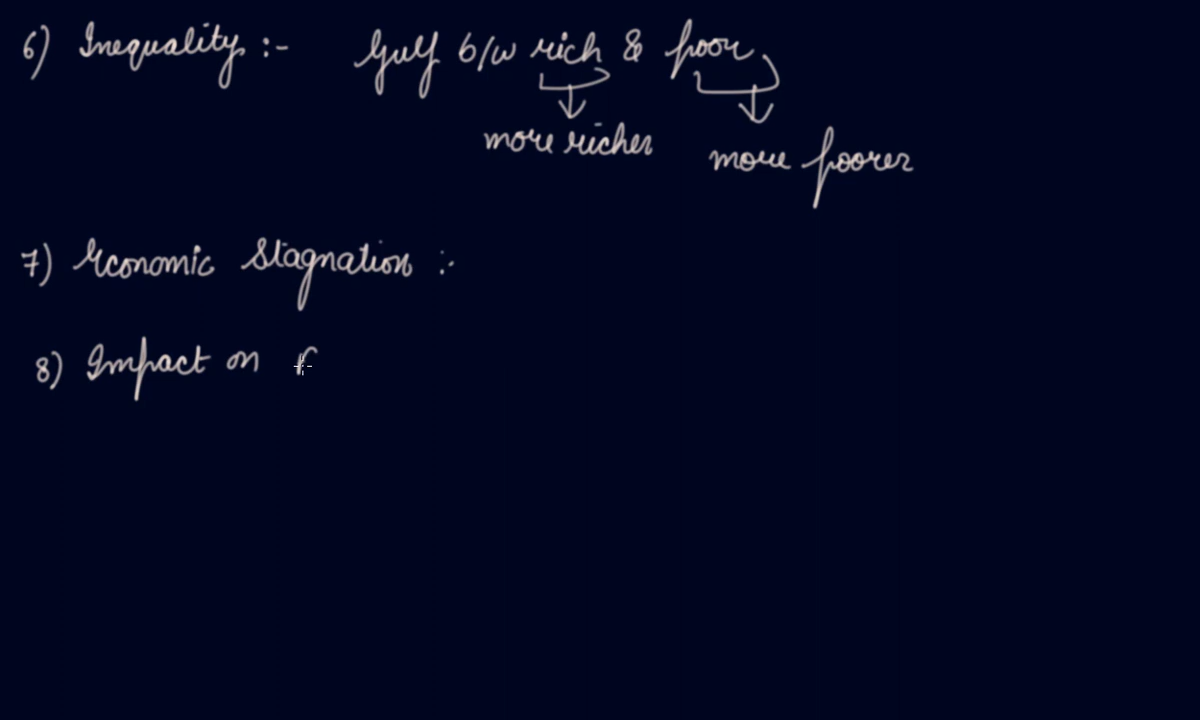 6) Inequality :- Gulf b/w rich & poor
more richer more poorer
7) Economic Stagnation :-
8) Impact on